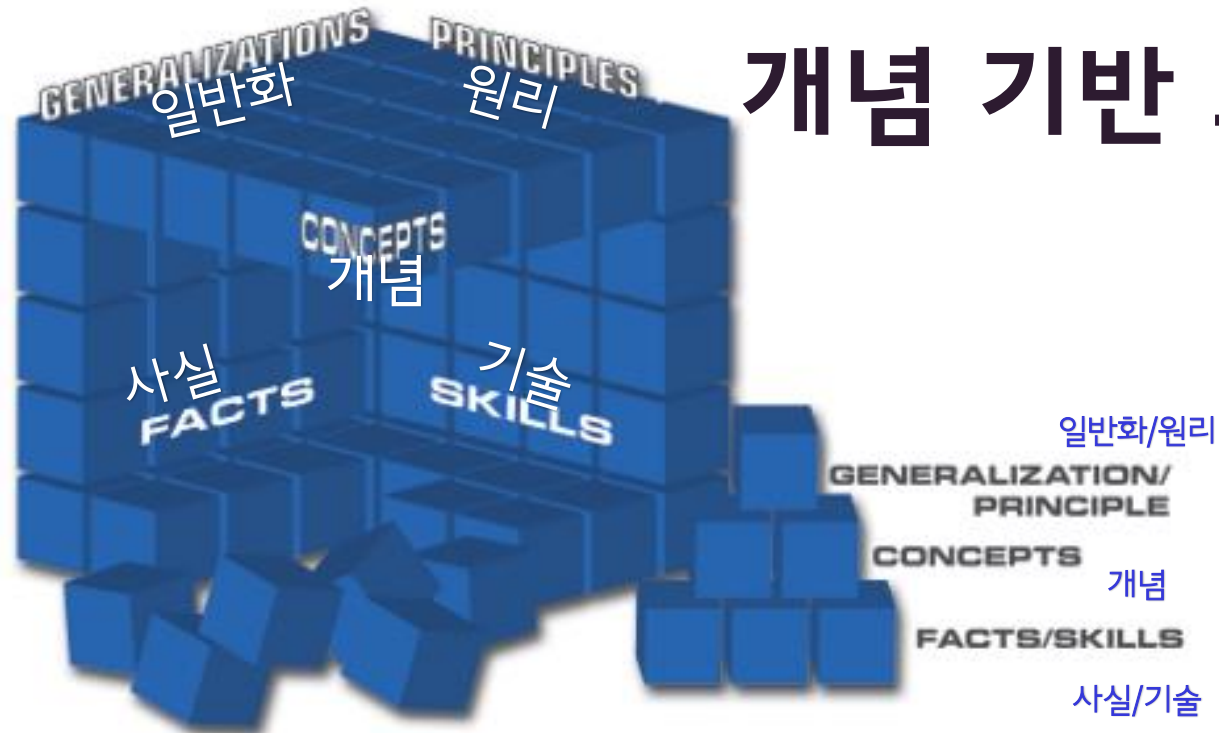 개념 기반
GENERALIZATIONS
일반화
PRINCIPLES
원리
CONCEPTS
개념
사실
FACTS
기술
SKILLS
일반화/원리
GENERALIZATION/
PRINCIPLE
CONCEPTS
개념
FACTS/SKILLS
사실/기술